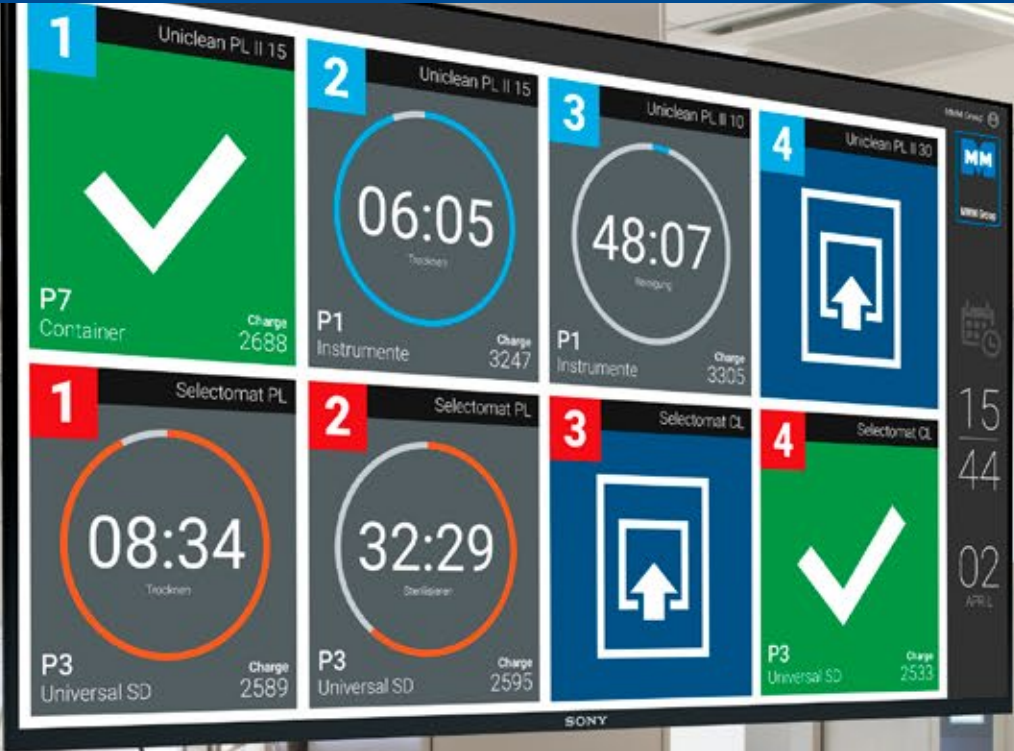 1
Uniclean PL II 15
P7
Container
Charge
2688
2
Uniclean PL II 15
06:05
Trocknen
P1
Instrumente
Charge
3247
3
Uniclean PL II 10
48:07
Reinigung
P1
Instrumente
Charge
3305
4
Uniclean PL II 30
1
Selectomat PL
08:34
Trocknen
P3
Universal SD
Charge
2589
2
Selectomat PL
32:29
Sterilisieren
P3
Universal SD
Charge
2595
3
Selectomat CL
4
Selectomat CL
P3
Universal SD
Charge
2533
MMM Group
MMM Group
15
44
02
APRIL
SONY